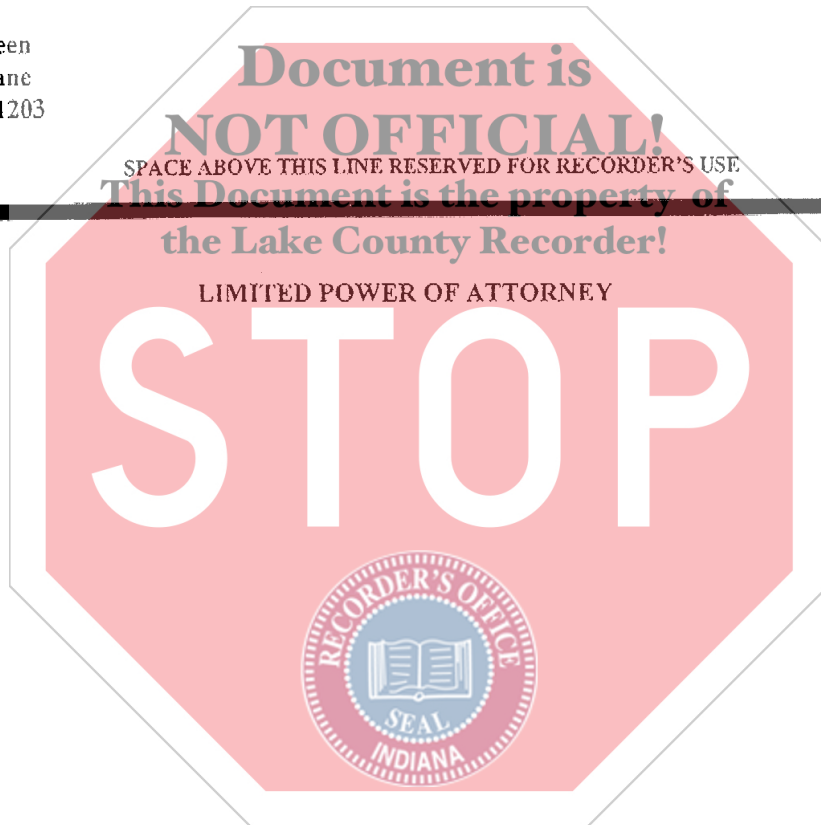 een
ane
1203
Document is
NOT OFFICIAL!
SPACE ABOVE THIS LINE RESERVED FOR RECORDER'S USE
This Document is the property of
the Lake County Recorder!
LIMITED POWER OF ATTORNEY
STOP
RECORDER'S OFFICE
SEAL
INDIANA